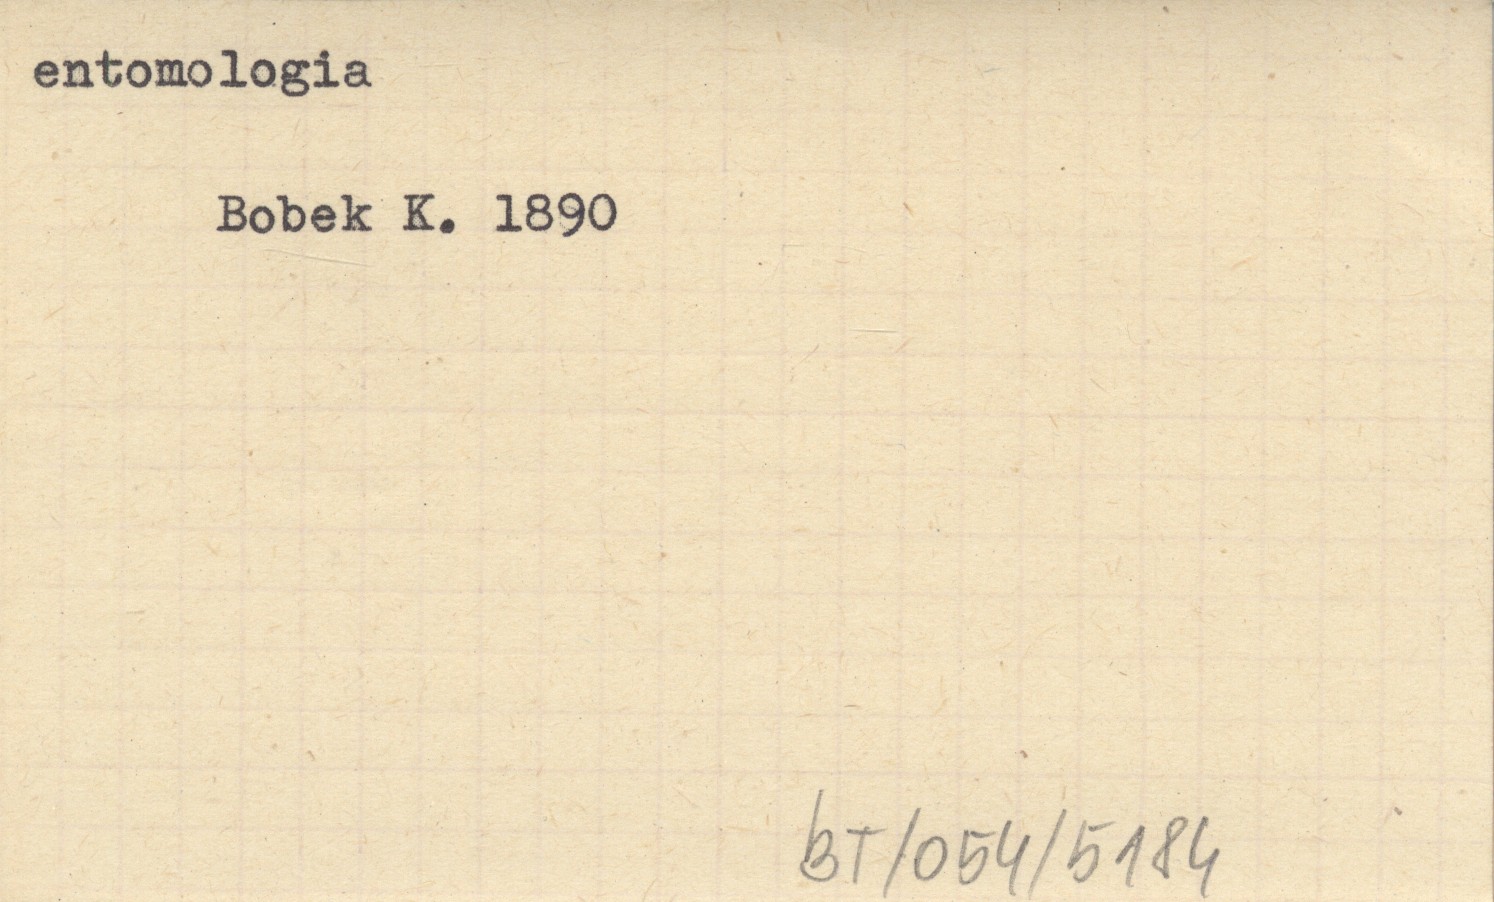 entomologia
Bobek K. 1890
BT/054/5184